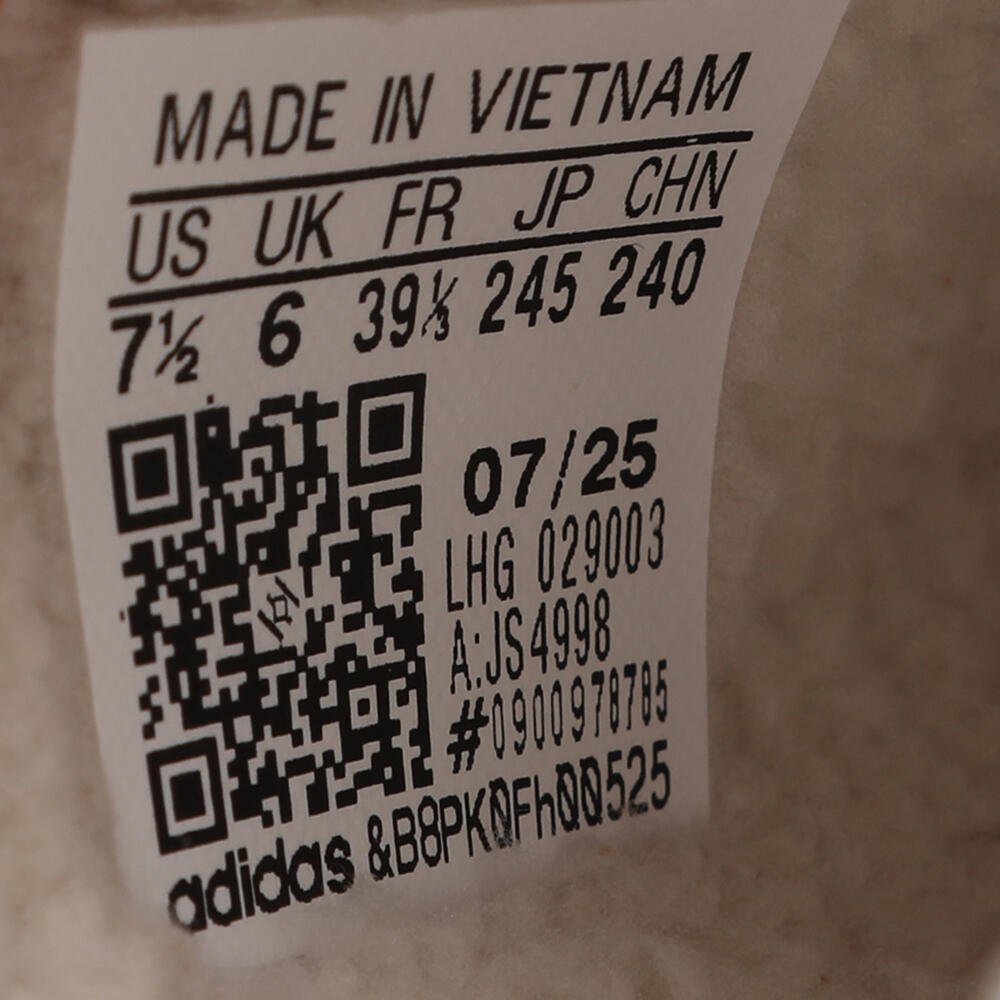 MADE IN VIETNAM
US UK FR JP CHN
7½ 6 39⅓ 245 240
07/25
LHG 029003
A:JS4998
#0900978785
adidas &B8PK0Fh00525